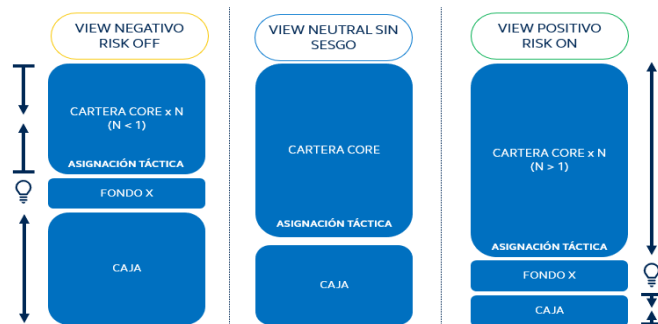 VIEW NEGATIVO
RISK OFF
CARTERA CORE x N
(N < 1)
ASIGNACIÓN TÁCTICA
FONDO X
CAJA
VIEW NEUTRAL SIN
SESGO
CARTERA CORE
ASIGNACIÓN TÁCTICA
CAJA
VIEW POSITIVO
RISK ON
CARTERA CORE x N
(N > 1)
ASIGNACIÓN TÁCTICA
FONDO X
CAJA